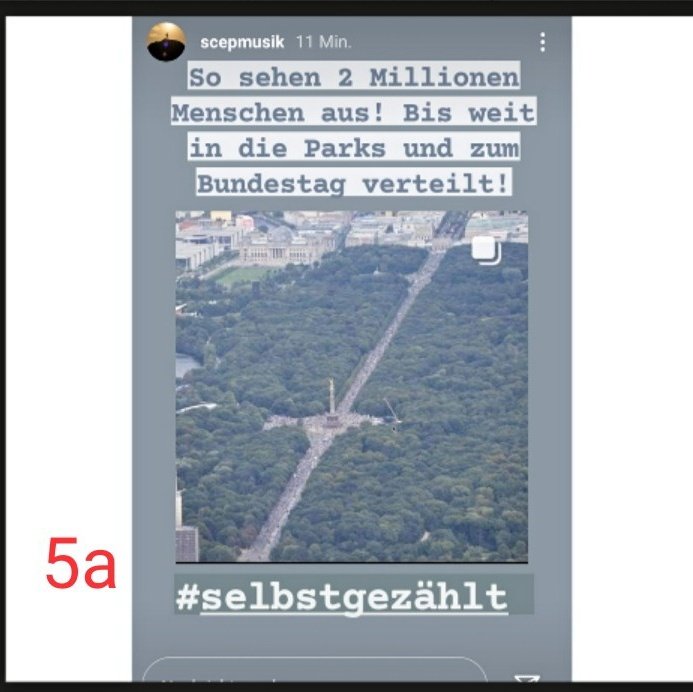 scepmusik 11 Min.
So sehen 2 Millionen
Menschen aus! Bis weit
in die Parks und zum
Bundestag verteilt!
5a
#selbstgezählt